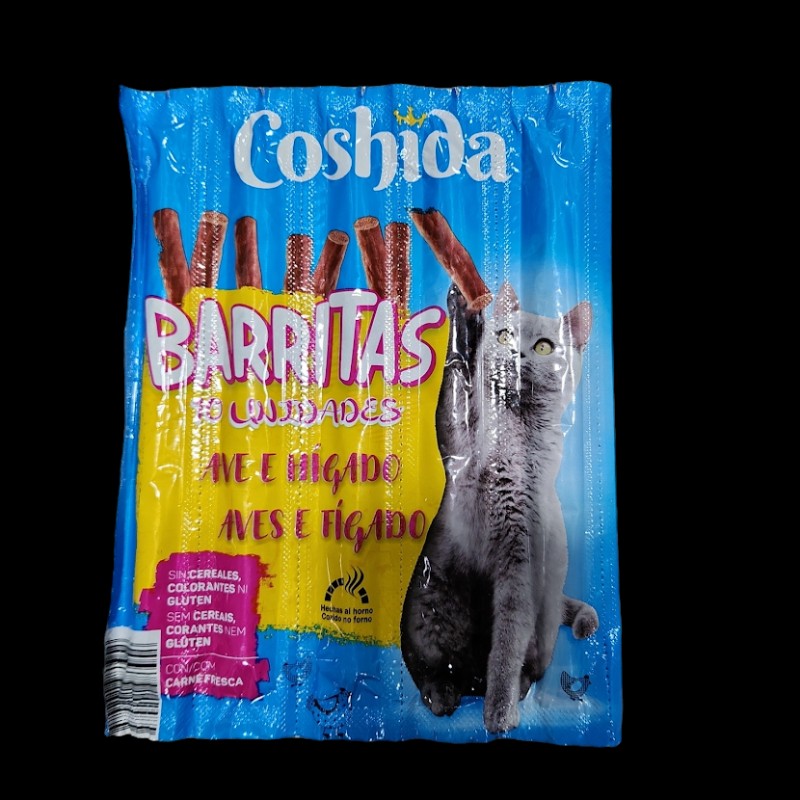 Coshida
BARRITAS
10 UNIDADES
AVE E HÍGADO
AVES E FÍGADO
SIN CEREALES,
COLORANTES NI
GLUTEN
SEM CEREAIS,
CORANTES NEM
GLÚTEN
CON/COM
CARNE FRESCA
Hechas al horno
Cozido no forno